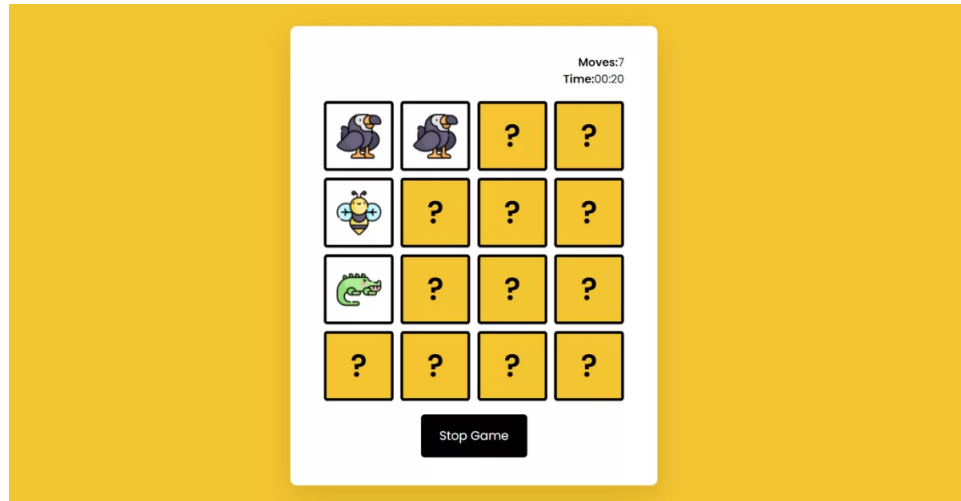 Moves:7
Time:00:20
? ?
? ? ?
? ? ?
? ? ? ?
Stop Game